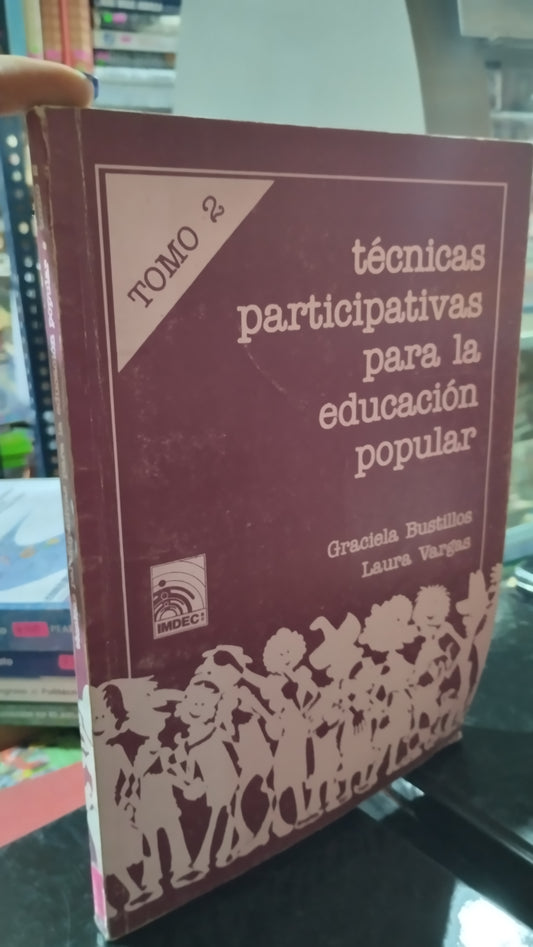 TOMO 2
técnicas
participativas
para la
educación
popular
Graciela Bustillos
Laura Vargas
IMDEC